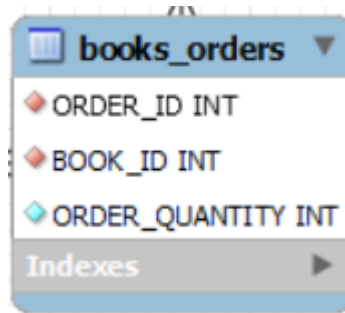 books_orders
ORDER_ID INT
BOOK_ID INT
ORDER_QUANTITY INT
Indexes